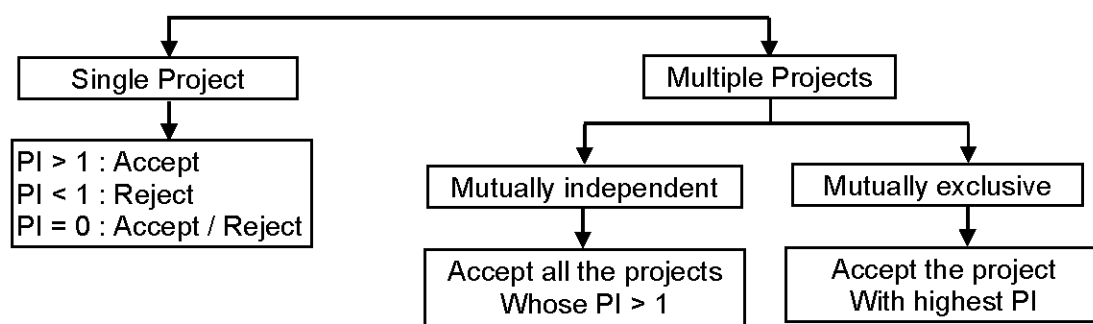 Single Project
Multiple Projects
PI > 1 : Accept
PI < 1 : Reject
PI = 0 : Accept / Reject
Mutually independent
Mutually exclusive
Accept all the projects
Whose PI > 1
Accept the project
With highest PI